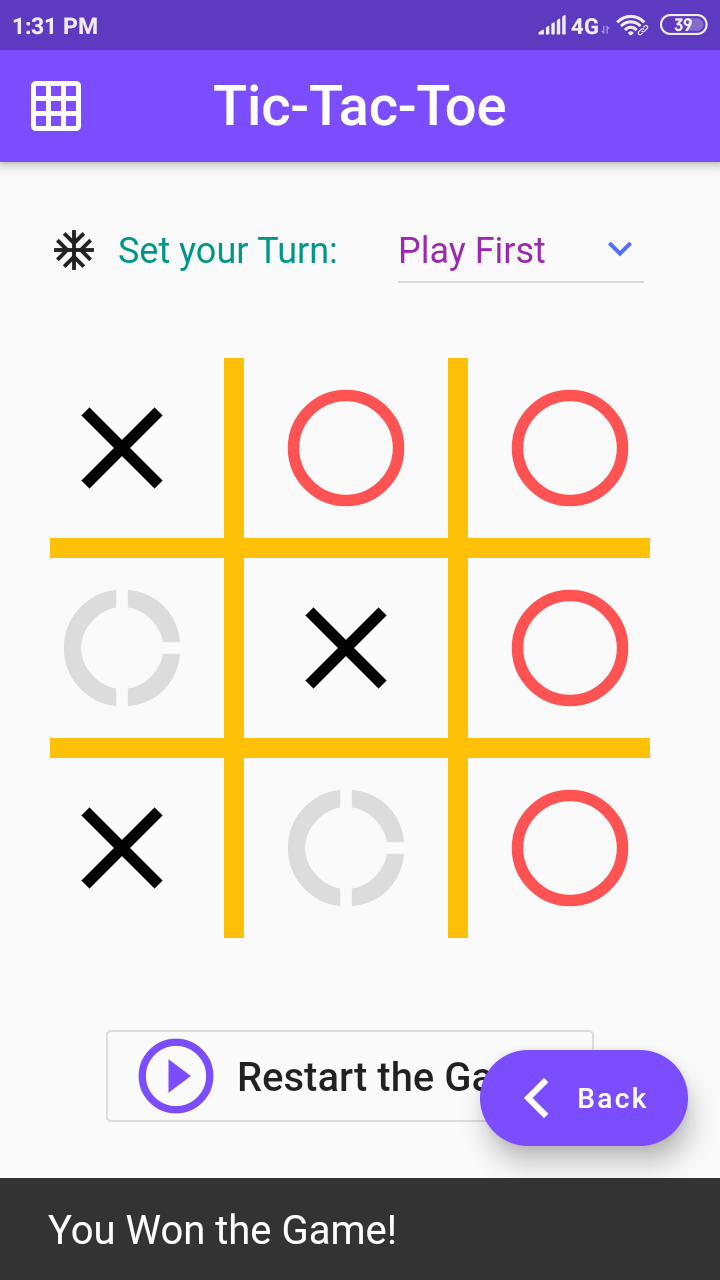 1:31 PM
4G
39
Tic-Tac-Toe
Set your Turn:
Play First
Restart the Ga
Back
You Won the Game!